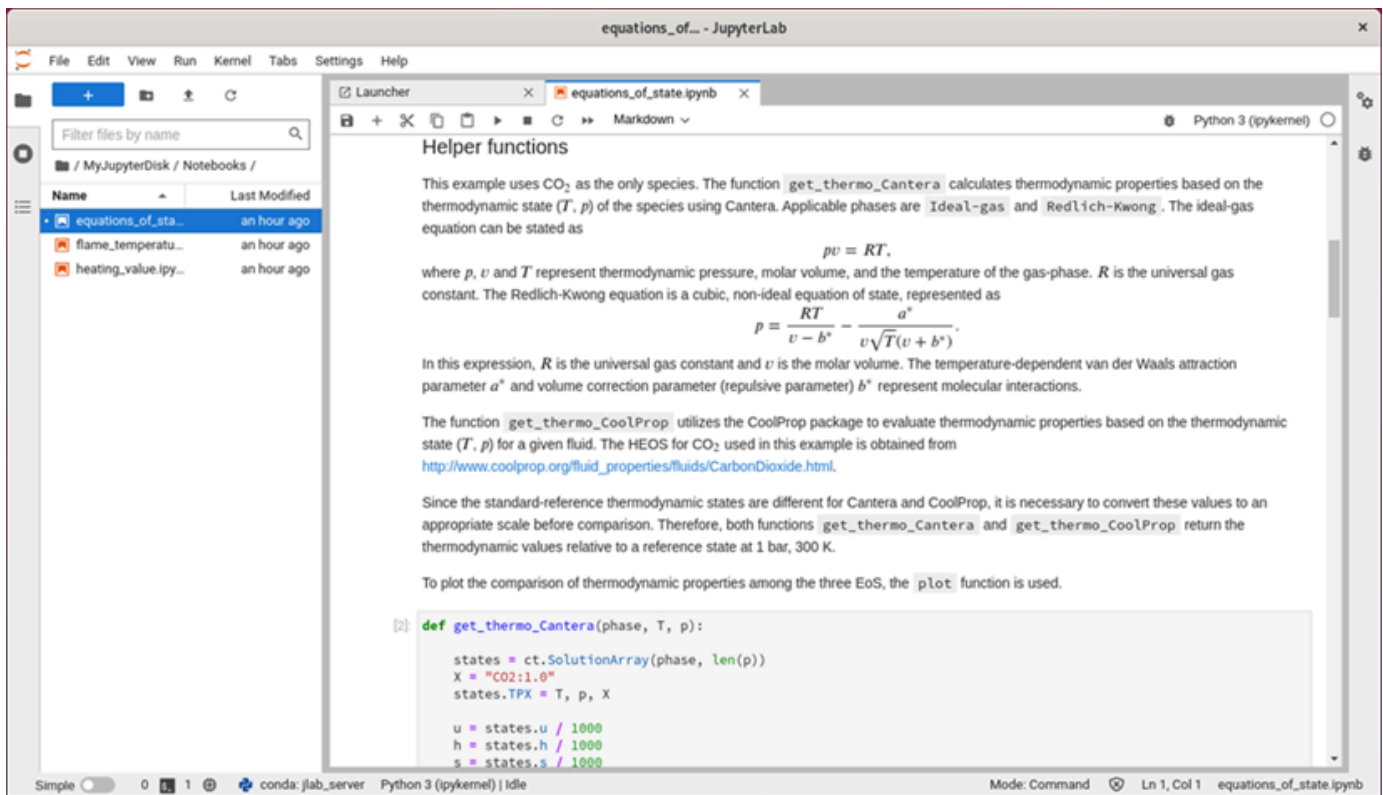 equations_of... - JupyterLab
File Edit View Run Kernel Tabs Settings Help
Launcher
equations_of_state.ipynb
Markdown
Python 3 (ipykernel)
Filter files by name
/ MyJupyterDisk / Notebooks /
Name Last Modified
equations_of_sta... an hour ago
flame_temperatu... an hour ago
heating_value.ipy... an hour ago
Helper functions
This example uses CO₂ as the only species. The function get_thermo_Cantera calculates thermodynamic properties based on the
thermodynamic state (T, p) of the species using Cantera. Applicable phases are Ideal-gas and Redlich-Kwong . The ideal-gas
equation can be stated as
pv = RT,
where p, v and T represent thermodynamic pressure, molar volume, and the temperature of the gas-phase. R is the universal gas
constant. The Redlich-Kwong equation is a cubic, non-ideal equation of state, represented as
p = RT / (v − b*) − a* / (v√T(v + b*)).
In this expression, R is the universal gas constant and v is the molar volume. The temperature-dependent van der Waals attraction
parameter a* and volume correction parameter (repulsive parameter) b* represent molecular interactions.
The function get_thermo_CoolProp utilizes the CoolProp package to evaluate thermodynamic properties based on the thermodynamic
state (T, p) for a given fluid. The HEOS for CO₂ used in this example is obtained from
http://www.coolprop.org/fluid_properties/fluids/CarbonDioxide.html.
Since the standard-reference thermodynamic states are different for Cantera and CoolProp, it is necessary to convert these values to an
appropriate scale before comparison. Therefore, both functions get_thermo_Cantera and get_thermo_CoolProp return the
thermodynamic values relative to a reference state at 1 bar, 300 K.
To plot the comparison of thermodynamic properties among the three EoS, the plot function is used.
[2]: def get_thermo_Cantera(phase, T, p):
states = ct.SolutionArray(phase, len(p))
X = "CO2:1.0"
states.TPX = T, p, X
u = states.u / 1000
h = states.h / 1000
s = states.s / 1000
Simple 0 1 conda: jlab_server Python 3 (ipykernel) | Idle Mode: Command Ln 1, Col 1 equations_of_state.ipynb